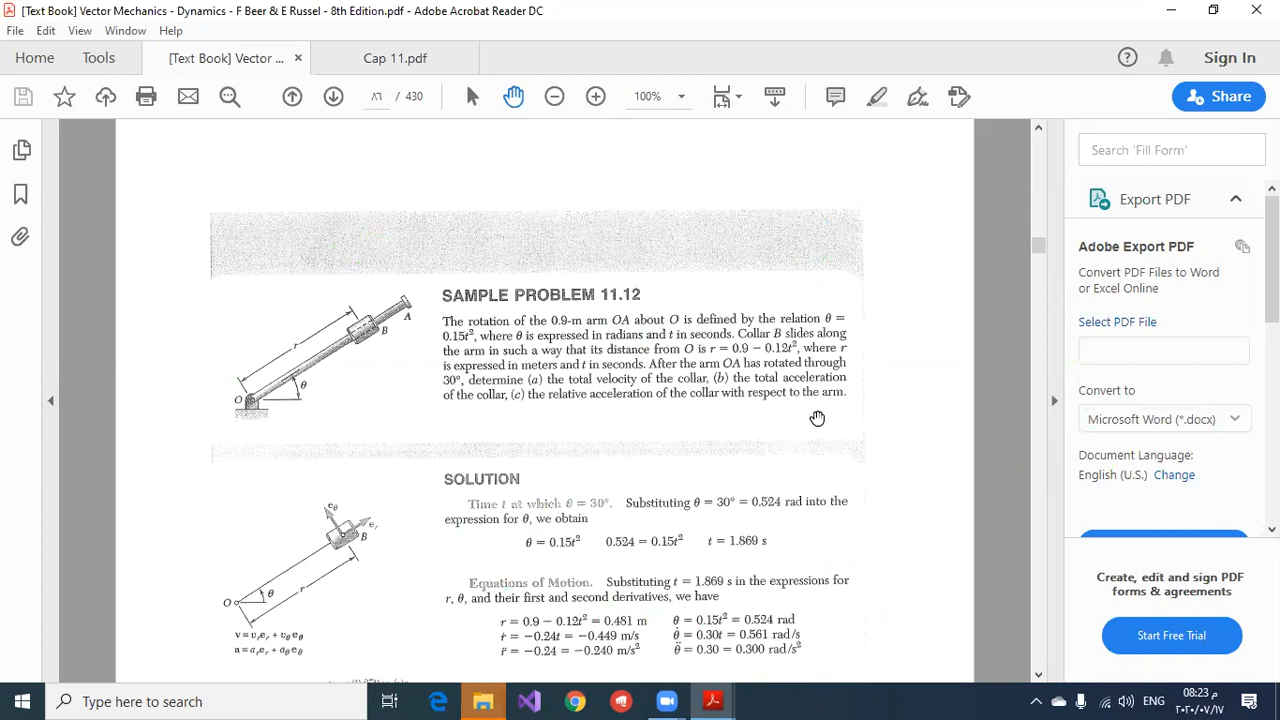 [Text Book] Vector Mechanics - Dynamics - F Beer & E Russel - 8th Edition.pdf - Adobe Acrobat Reader DC
File Edit View Window Help
Home Tools [Text Book] Vector ... × Cap 11.pdf Sign In
٨٦ / 430 100% Share
Search 'Fill Form'
Export PDF
Adobe Export PDF
Convert PDF Files to Word
or Excel Online
Select PDF File
Convert to
Microsoft Word (*.docx)
Document Language:
English (U.S.) Change
Create, edit and sign PDF
forms & agreements
Start Free Trial
SAMPLE PROBLEM 11.12
The rotation of the 0.9-m arm OA about O is defined by the relation θ =
0.15t², where θ is expressed in radians and t in seconds. Collar B slides along
the arm in such a way that its distance from O is r = 0.9 − 0.12t², where r
is expressed in meters and t in seconds. After the arm OA has rotated through
30°, determine (a) the total velocity of the collar, (b) the total acceleration
of the collar, (c) the relative acceleration of the collar with respect to the arm.
A
B
r
θ
O
SOLUTION
Time t at which θ = 30°. Substituting θ = 30° = 0.524 rad into the
expression for θ, we obtain
θ = 0.15t² 0.524 = 0.15t² t = 1.869 s
Equations of Motion. Substituting t = 1.869 s in the expressions for
r, θ, and their first and second derivatives, we have
r = 0.9 − 0.12t² = 0.481 m θ = 0.15t² = 0.524 rad
ṙ = −0.24t = −0.449 m/s θ̇ = 0.30t = 0.561 rad/s
r̈ = −0.24 = −0.240 m/s² θ̈ = 0.30 = 0.300 rad/s²
eθ
er
B
O
θ
r
v = vrer + vθeθ
a = arer + aθeθ
Type here to search
ENG
08:23 م
٢٠٢٠/٠٧/١٧